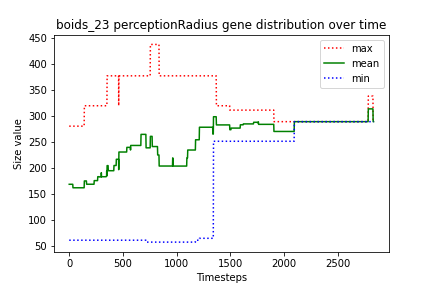 boids_23 perceptionRadius gene distribution over time
450
400
350
300
250
200
150
100
50
Size value
max
mean
min
0 500 1000 1500 2000 2500
Timesteps